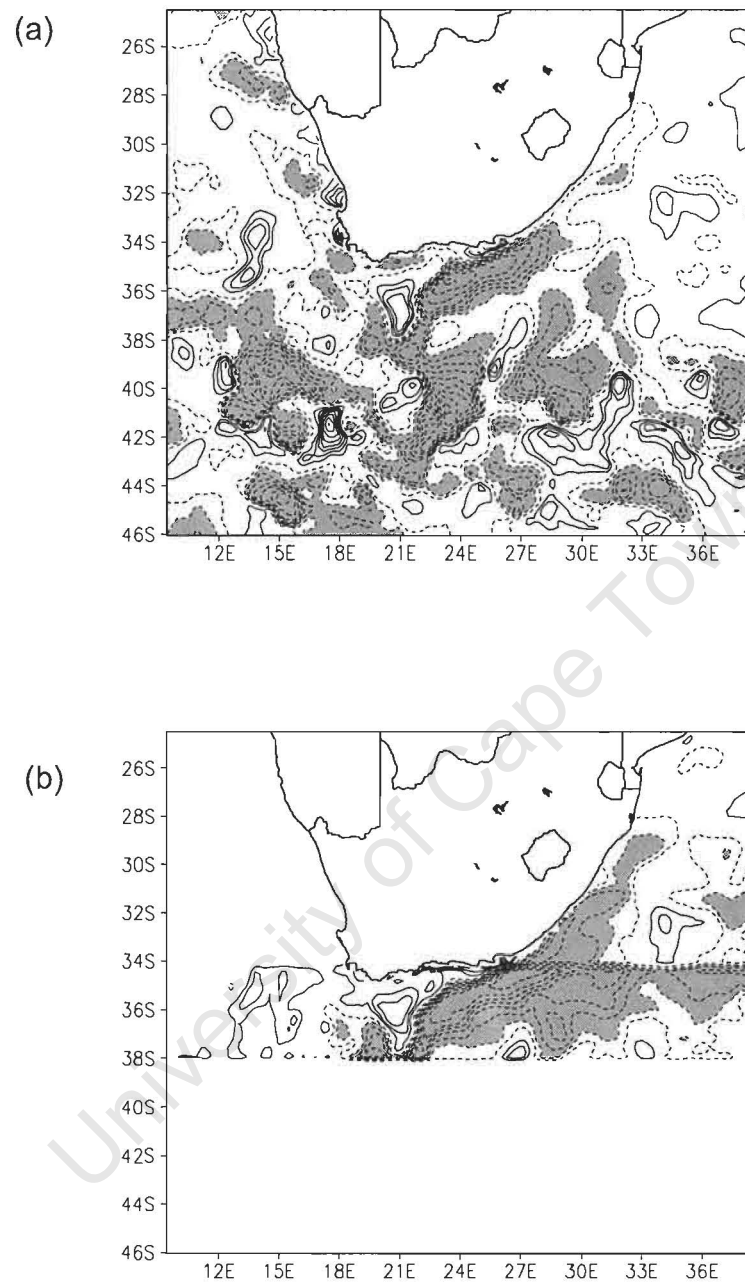 (a)
26S
28S
30S
32S
34S
36S
38S
40S
42S
44S
46S
12E 15E 18E 21E 24E 27E 30E 33E 36E
(b)
26S
28S
30S
32S
34S
36S
38S
40S
42S
44S
46S
12E 15E 18E 21E 24E 27E 30E 33E 36E
University of Cape Town